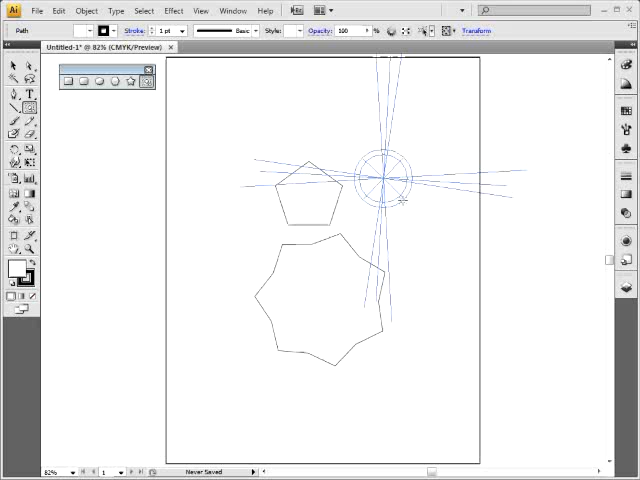 Ai File Edit Object Type Select Effect View Window Help
Path Stroke: 1 pt Basic Style: Opacity: 100 % Transform
Untitled-1* @ 82% (CMYK/Preview) ×
T
82% 1 Never Saved